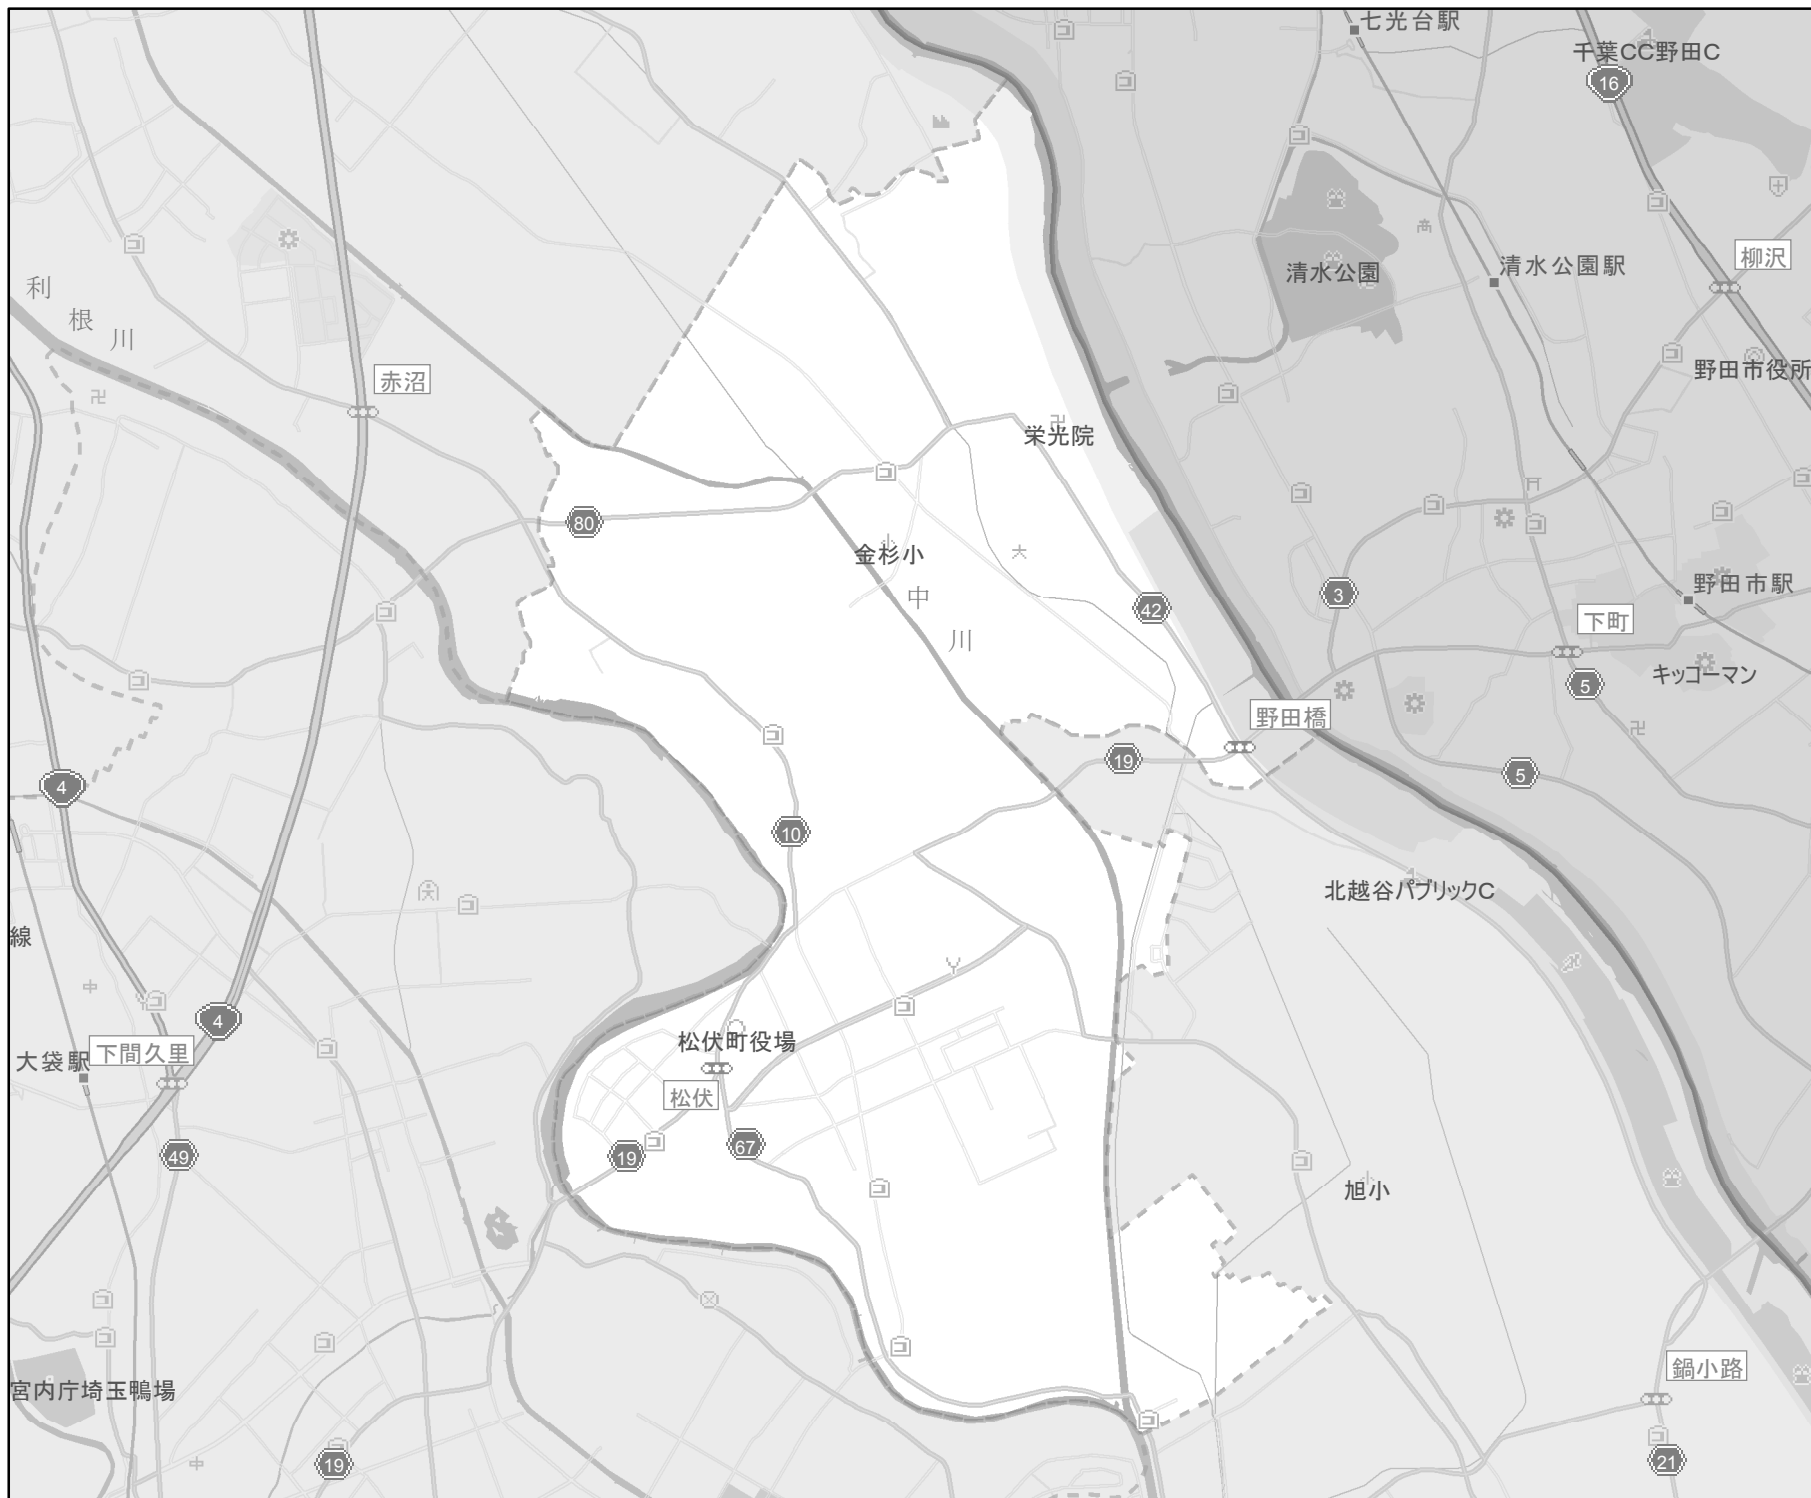 七光台駅
千葉CC野田C
16
柳沢
清水公園
清水公園駅
利根川
赤沼
野田市役所
栄光院
80
金杉小
中川
42
3
野田市駅
下町
キッコーマン
5
野田橋
19
5
4
10
北越谷パブリックC
線
4
大袋駅
下間久里
松伏町役場
松伏
49
19
67
旭小
鍋小路
宮内庁埼玉鴨場
19
21